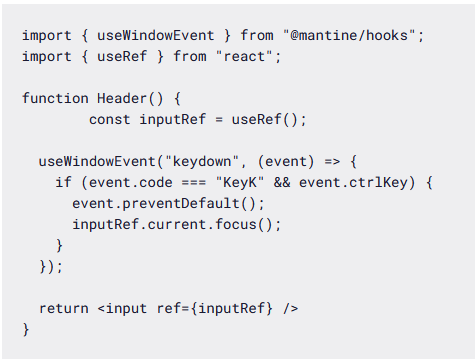 import { useWindowEvent } from "@mantine/hooks";
import { useRef } from "react";

function Header() {
        const inputRef = useRef();

  useWindowEvent("keydown", (event) => {
    if (event.code === "KeyK" && event.ctrlKey) {
      event.preventDefault();
      inputRef.current.focus();
    }
  });

  return <input ref={inputRef} />
}